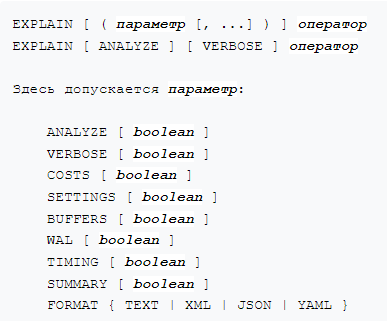 EXPLAIN [ ( параметр [, ...] ) ] оператор
EXPLAIN [ ANALYZE ] [ VERBOSE ] оператор
Здесь допускается параметр:
ANALYZE [ boolean ]
VERBOSE [ boolean ]
COSTS [ boolean ]
SETTINGS [ boolean ]
BUFFERS [ boolean ]
WAL [ boolean ]
TIMING [ boolean ]
SUMMARY [ boolean ]
FORMAT { TEXT | XML | JSON | YAML }